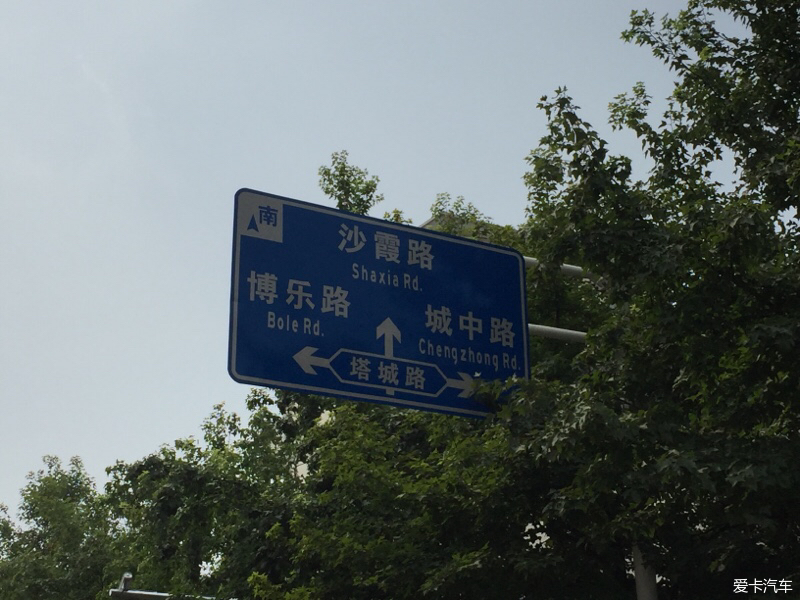 南
沙霞路
Shaxia Rd.
博乐路
Bole Rd.
城中路
Chengzhong Rd.
塔城路
爱卡汽车